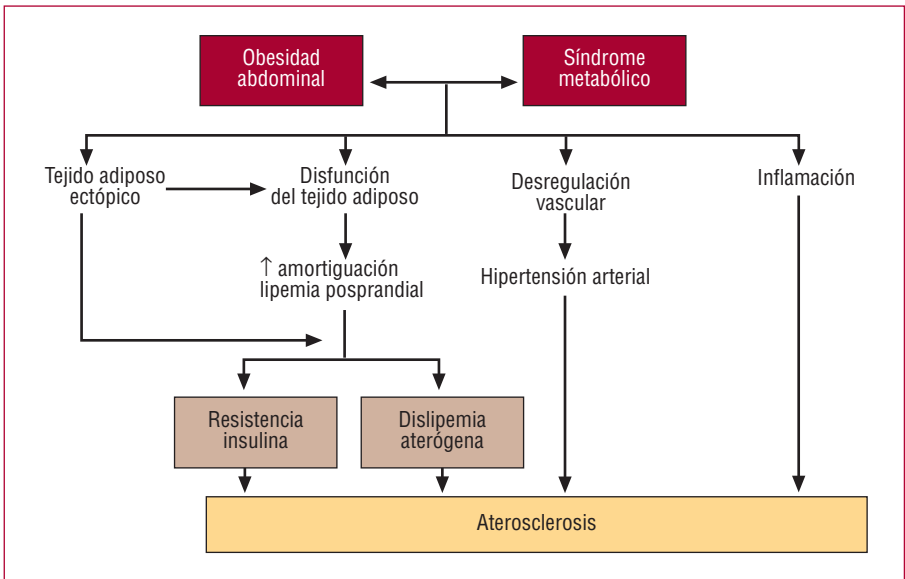 Obesidad
abdominal
Síndrome
metabólico
Tejido adiposo
ectópico
Disfunción
del tejido adiposo
Desregulación
vascular
Inflamación
↑ amortiguación
lipemia posprandial
Hipertensión arterial
Resistencia
insulina
Dislipemia
aterógena
Aterosclerosis